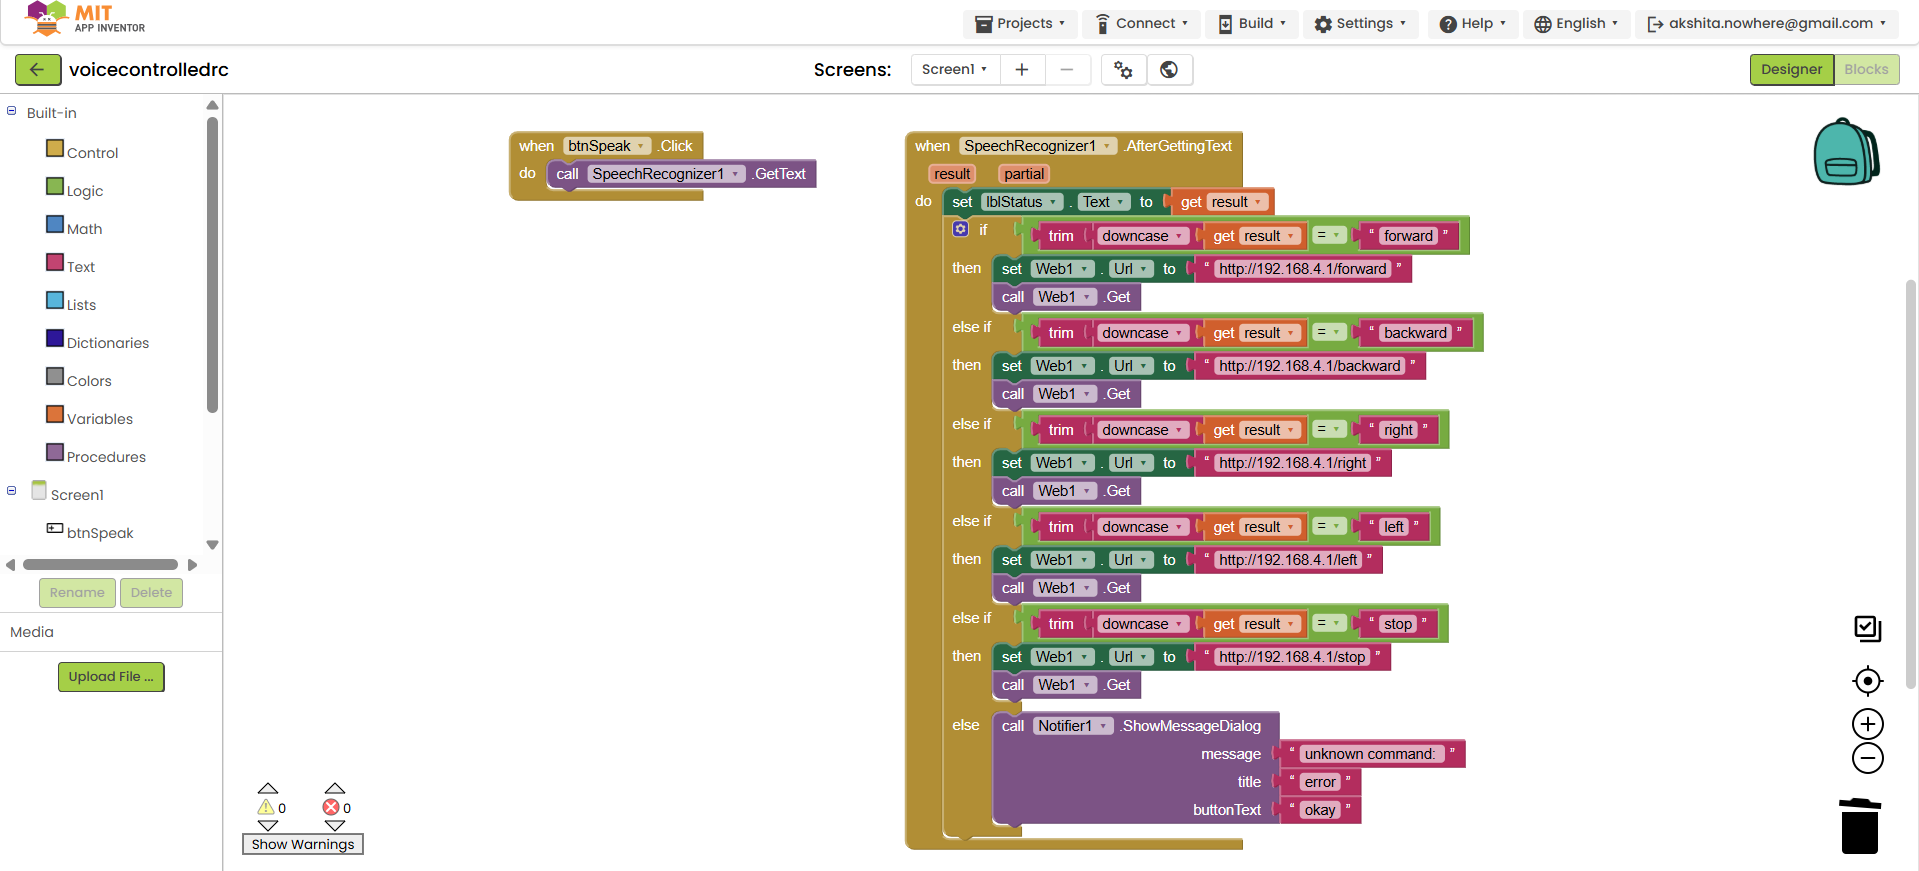 MIT
APP INVENTOR
Projects
Connect
Build
Settings
Help
English
akshita.nowhere@gmail.com
voicecontrolledrc
Screens:
Screen1
Designer
Blocks
Built-in
Control
Logic
Math
Text
Lists
Dictionaries
Colors
Variables
Procedures
Screen1
btnSpeak
Rename
Delete
Media
Upload File ...
when btnSpeak .Click
do call SpeechRecognizer1 .GetText
when SpeechRecognizer1 .AfterGettingText
result partial
do set lblStatus . Text to get result
if trim downcase get result = “ forward ”
then set Web1 . Url to “ http://192.168.4.1/forward ”
call Web1 .Get
else if trim downcase get result = “ backward ”
then set Web1 . Url to “ http://192.168.4.1/backward ”
call Web1 .Get
else if trim downcase get result = “ right ”
then set Web1 . Url to “ http://192.168.4.1/right ”
call Web1 .Get
else if trim downcase get result = “ left ”
then set Web1 . Url to “ http://192.168.4.1/left ”
call Web1 .Get
else if trim downcase get result = “ stop ”
then set Web1 . Url to “ http://192.168.4.1/stop ”
call Web1 .Get
else call Notifier1 .ShowMessageDialog
message “ unknown command: ”
title “ error ”
buttonText “ okay ”
0 0
Show Warnings